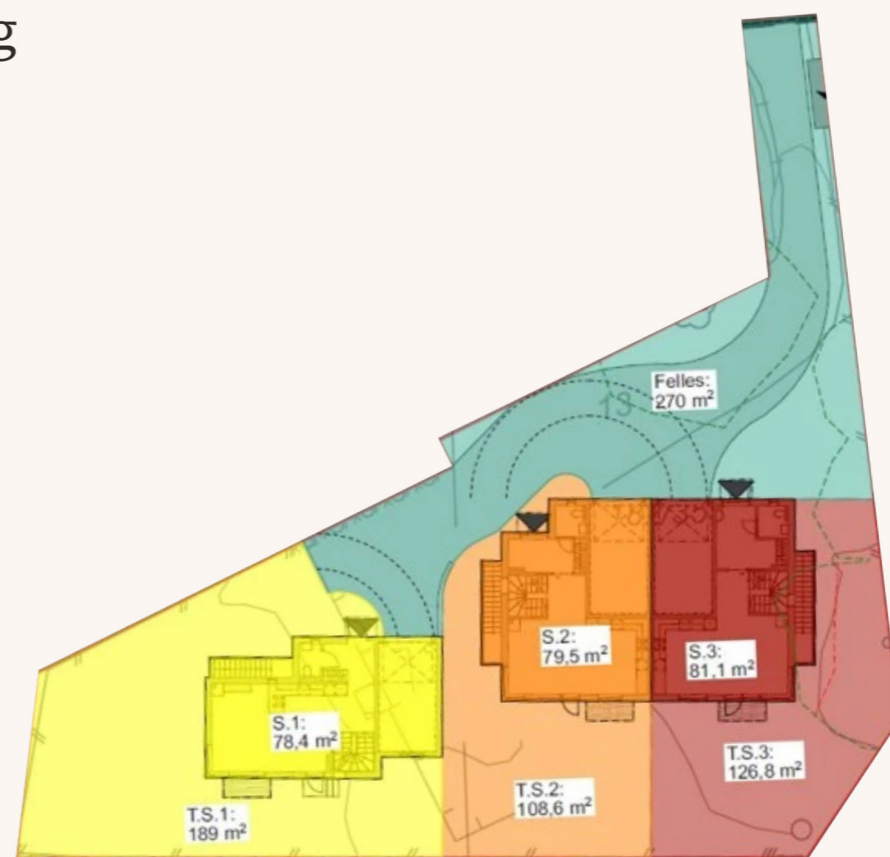 g
Felles:
270 m²
13
S.2:
79,5 m²
S.3:
81,1 m²
S.1:
78,4 m²
T.S.3:
126,8 m²
T.S.2:
108,6 m²
T.S.1:
189 m²